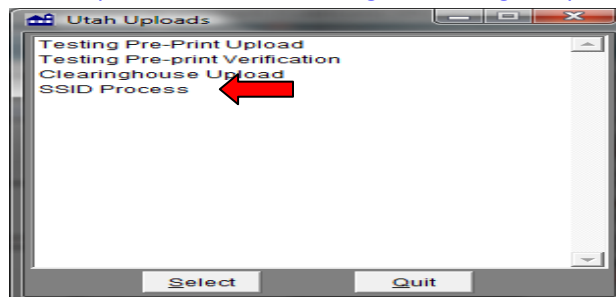 Utah Uploads
Testing Pre-Print Upload
Testing Pre-print Verification
Clearinghouse Upload
SSID Process
Select Quit